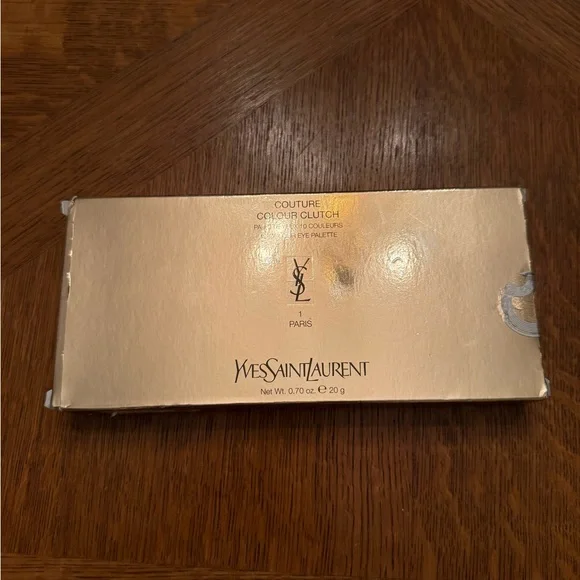 COUTURE
COLOUR CLUTCH
10 COULEURS
EYE PALETTE
YSL
1
PARIS
YVESSAINTLAURENT
Net Wt. 0.70 oz. ℮ 20 g